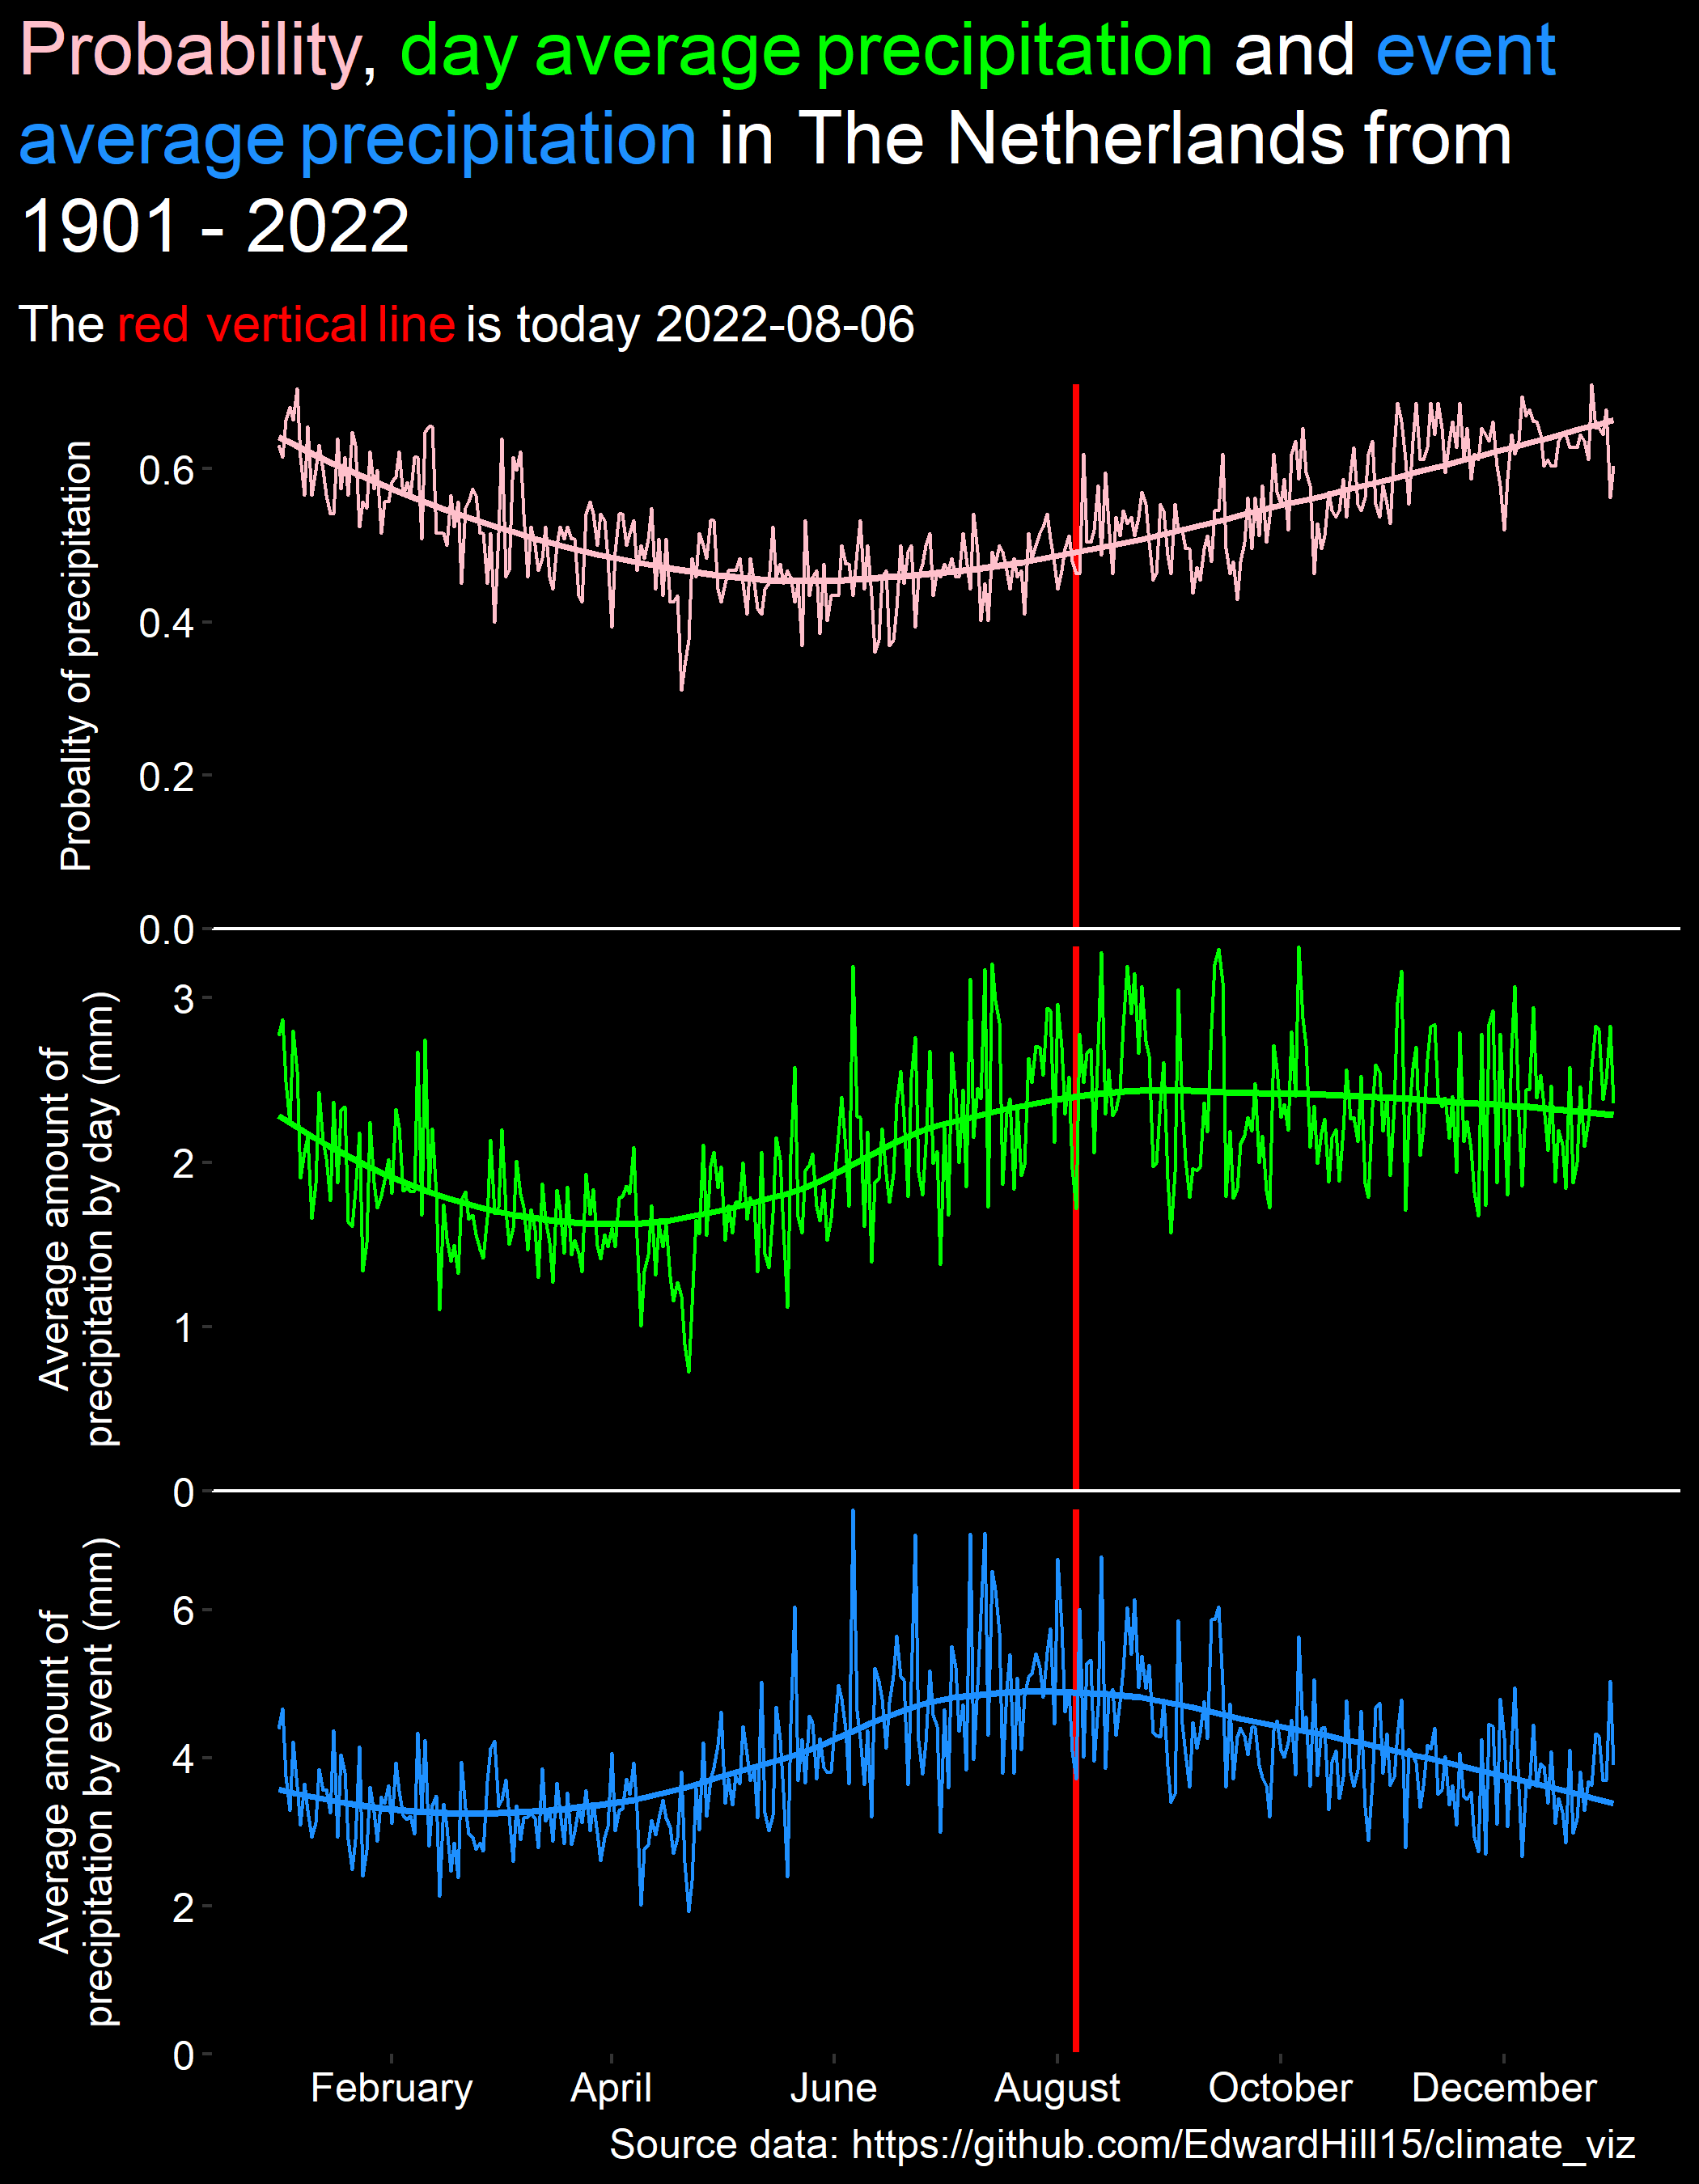 Probability, day average precipitation and event
average precipitation in The Netherlands from
1901 - 2022
The red vertical line is today 2022-08-06
Probality of precipitation
0.6
0.4
0.2
0.0
Average amount of
precipitation by day (mm)
3
2
1
0
Average amount of
precipitation by event (mm)
6
4
2
0
February April June August October December
Source data: https://github.com/EdwardHill15/climate_viz